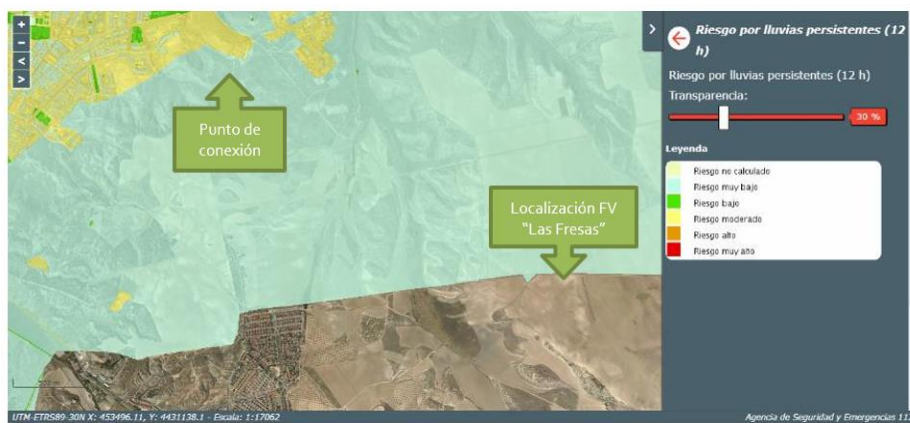 +
−
<
>
Punto de
conexión
Localización FV
"Las Fresas"
>
Riesgo por lluvias persistentes (12
h)
Riesgo por lluvias persistentes (12 h)
Transparencia:
30 %
Leyenda
Riesgo no calculado
Riesgo muy bajo
Riesgo bajo
Riesgo moderado
Riesgo alto
Riesgo muy alto
UTM-ETRS89-30N X: 453496.11, Y: 4431138.1 - Escala: 1:17062
Agencia de Seguridad y Emergencias 112